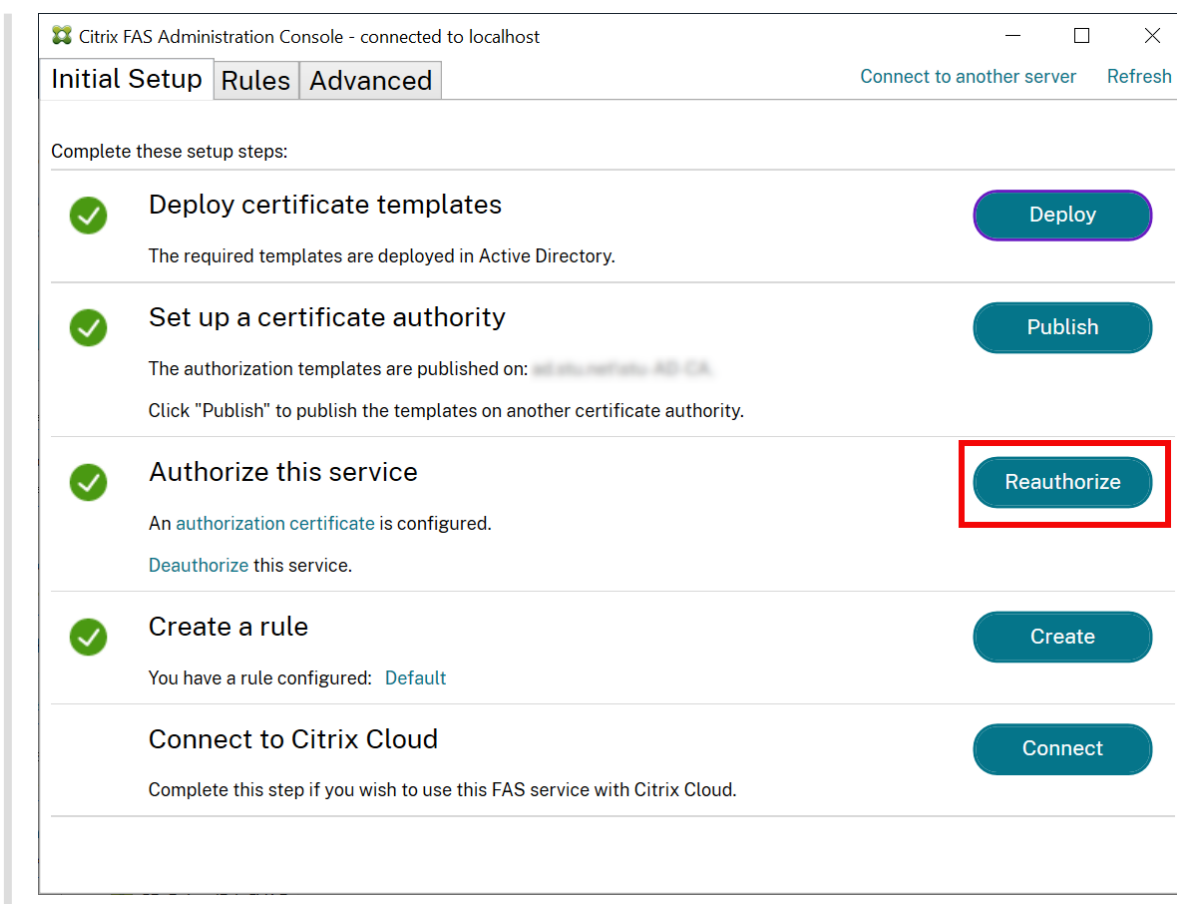 Citrix FAS Administration Console - connected to localhost
Initial Setup Rules Advanced Connect to another server Refresh
Complete these setup steps:
Deploy certificate templates
Deploy
The required templates are deployed in Active Directory.
Set up a certificate authority
Publish
The authorization templates are published on:
Click "Publish" to publish the templates on another certificate authority.
Authorize this service
Reauthorize
An authorization certificate is configured.
Deauthorize this service.
Create a rule
Create
You have a rule configured: Default
Connect to Citrix Cloud
Connect
Complete this step if you wish to use this FAS service with Citrix Cloud.